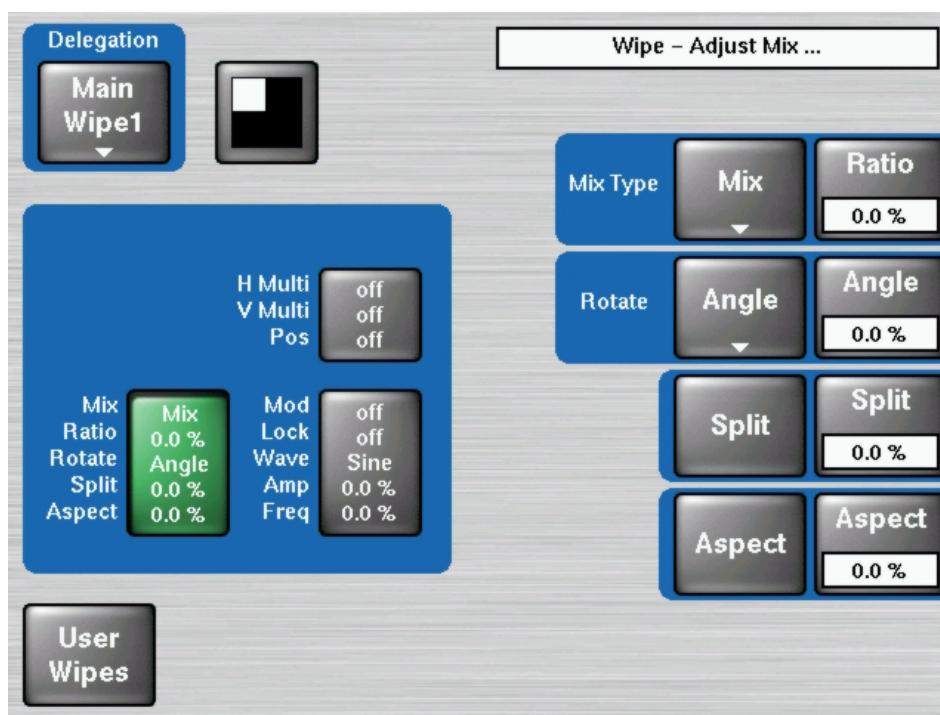 Delegation
Main
Wipe1
Wipe – Adjust Mix ...
Mix Type
Mix
Ratio
0.0 %
Rotate
Angle
Angle
0.0 %
Split
Split
0.0 %
Aspect
Aspect
0.0 %
H Multi off
V Multi off
Pos off
Mix Mix
Ratio 0.0 %
Rotate Angle
Split 0.0 %
Aspect 0.0 %
Mod off
Lock off
Wave Sine
Amp 0.0 %
Freq 0.0 %
User
Wipes